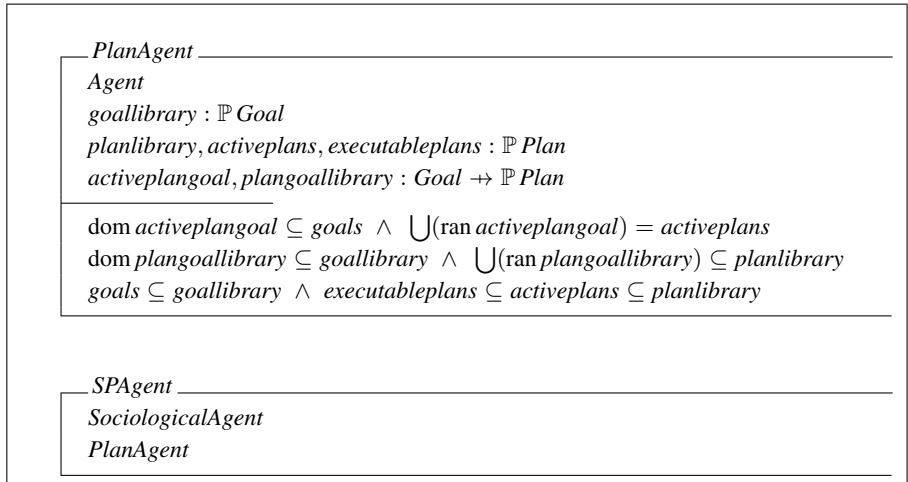 PlanAgent
Agent
goallibrary : ℙ Goal
planlibrary, activeplans, executableplans : ℙ Plan
activeplangoal, plangoallibrary : Goal ⇸ ℙ Plan
dom activeplangoal ⊆ goals ∧ ⋃(ran activeplangoal) = activeplans
dom plangoallibrary ⊆ goallibrary ∧ ⋃(ran plangoallibrary) ⊆ planlibrary
goals ⊆ goallibrary ∧ executableplans ⊆ activeplans ⊆ planlibrary
SPAgent
SociologicalAgent
PlanAgent